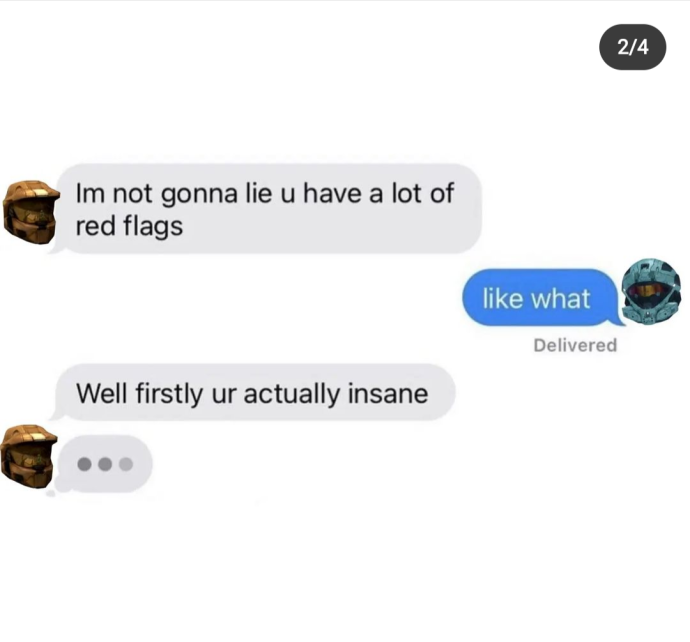 2/4
Im not gonna lie u have a lot of
red flags
like what
Delivered
Well firstly ur actually insane